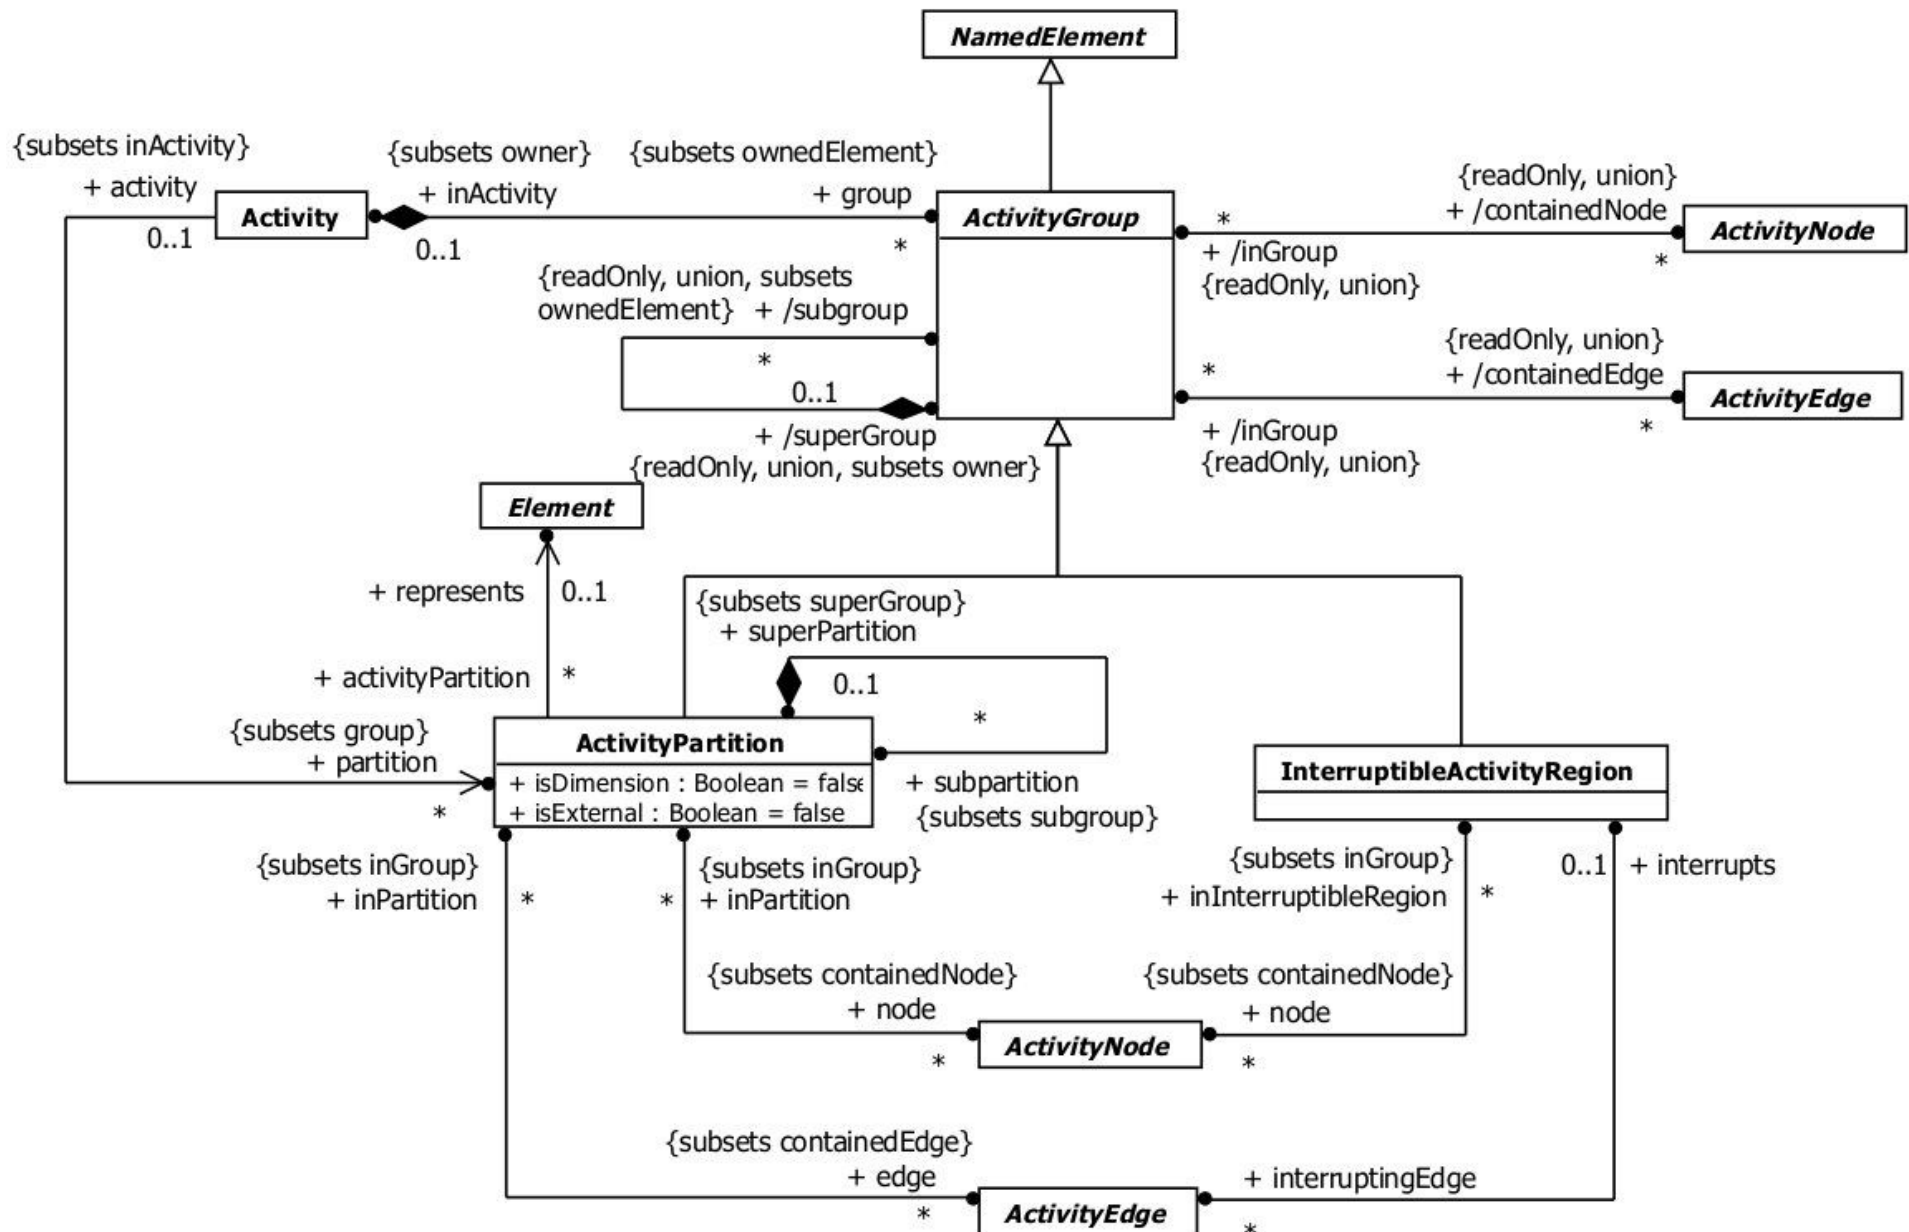 NamedElement
{subsets inActivity}
+ activity
0..1
Activity
{subsets owner}
+ inActivity
0..1
{subsets ownedElement}
+ group
*
ActivityGroup
{readOnly, union}
+ /containedNode
*
ActivityNode
*
+ /inGroup
{readOnly, union}
{readOnly, union, subsets
ownedElement} + /subgroup
*
0..1
+ /superGroup
{readOnly, union, subsets owner}
{readOnly, union}
+ /containedEdge
*
ActivityEdge
*
+ /inGroup
{readOnly, union}
Element
+ represents
0..1
+ activityPartition
*
{subsets superGroup}
+ superPartition
0..1
*
{subsets group}
+ partition
*
ActivityPartition
+ isDimension : Boolean = false
+ isExternal : Boolean = false
+ subpartition
{subsets subgroup}
InterruptibleActivityRegion
{subsets inGroup}
+ inPartition
*
{subsets inGroup}
* + inPartition
{subsets inGroup}
+ inInterruptibleRegion
*
0..1
+ interrupts
{subsets containedNode}
+ node
*
ActivityNode
{subsets containedNode}
+ node
*
{subsets containedEdge}
+ edge
*
ActivityEdge
+ interruptingEdge
*